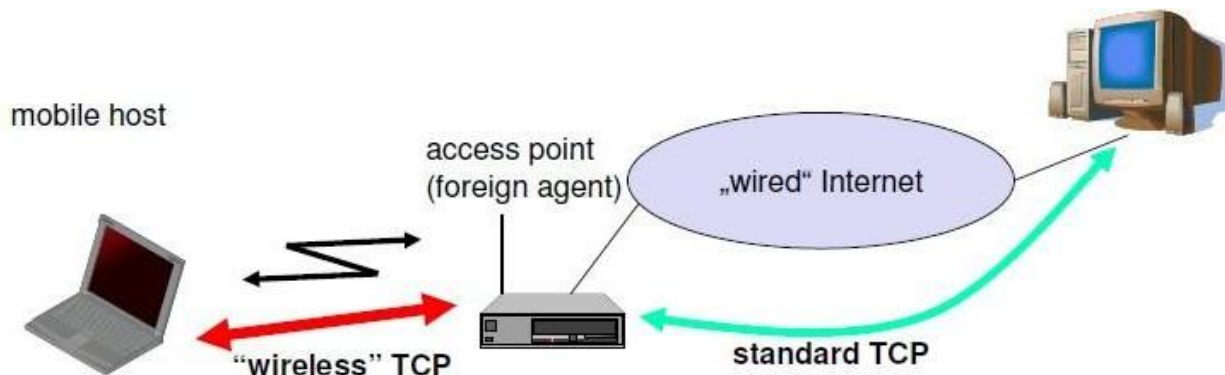 mobile host
access point
(foreign agent)
„wired“ Internet
“wireless” TCP
standard TCP